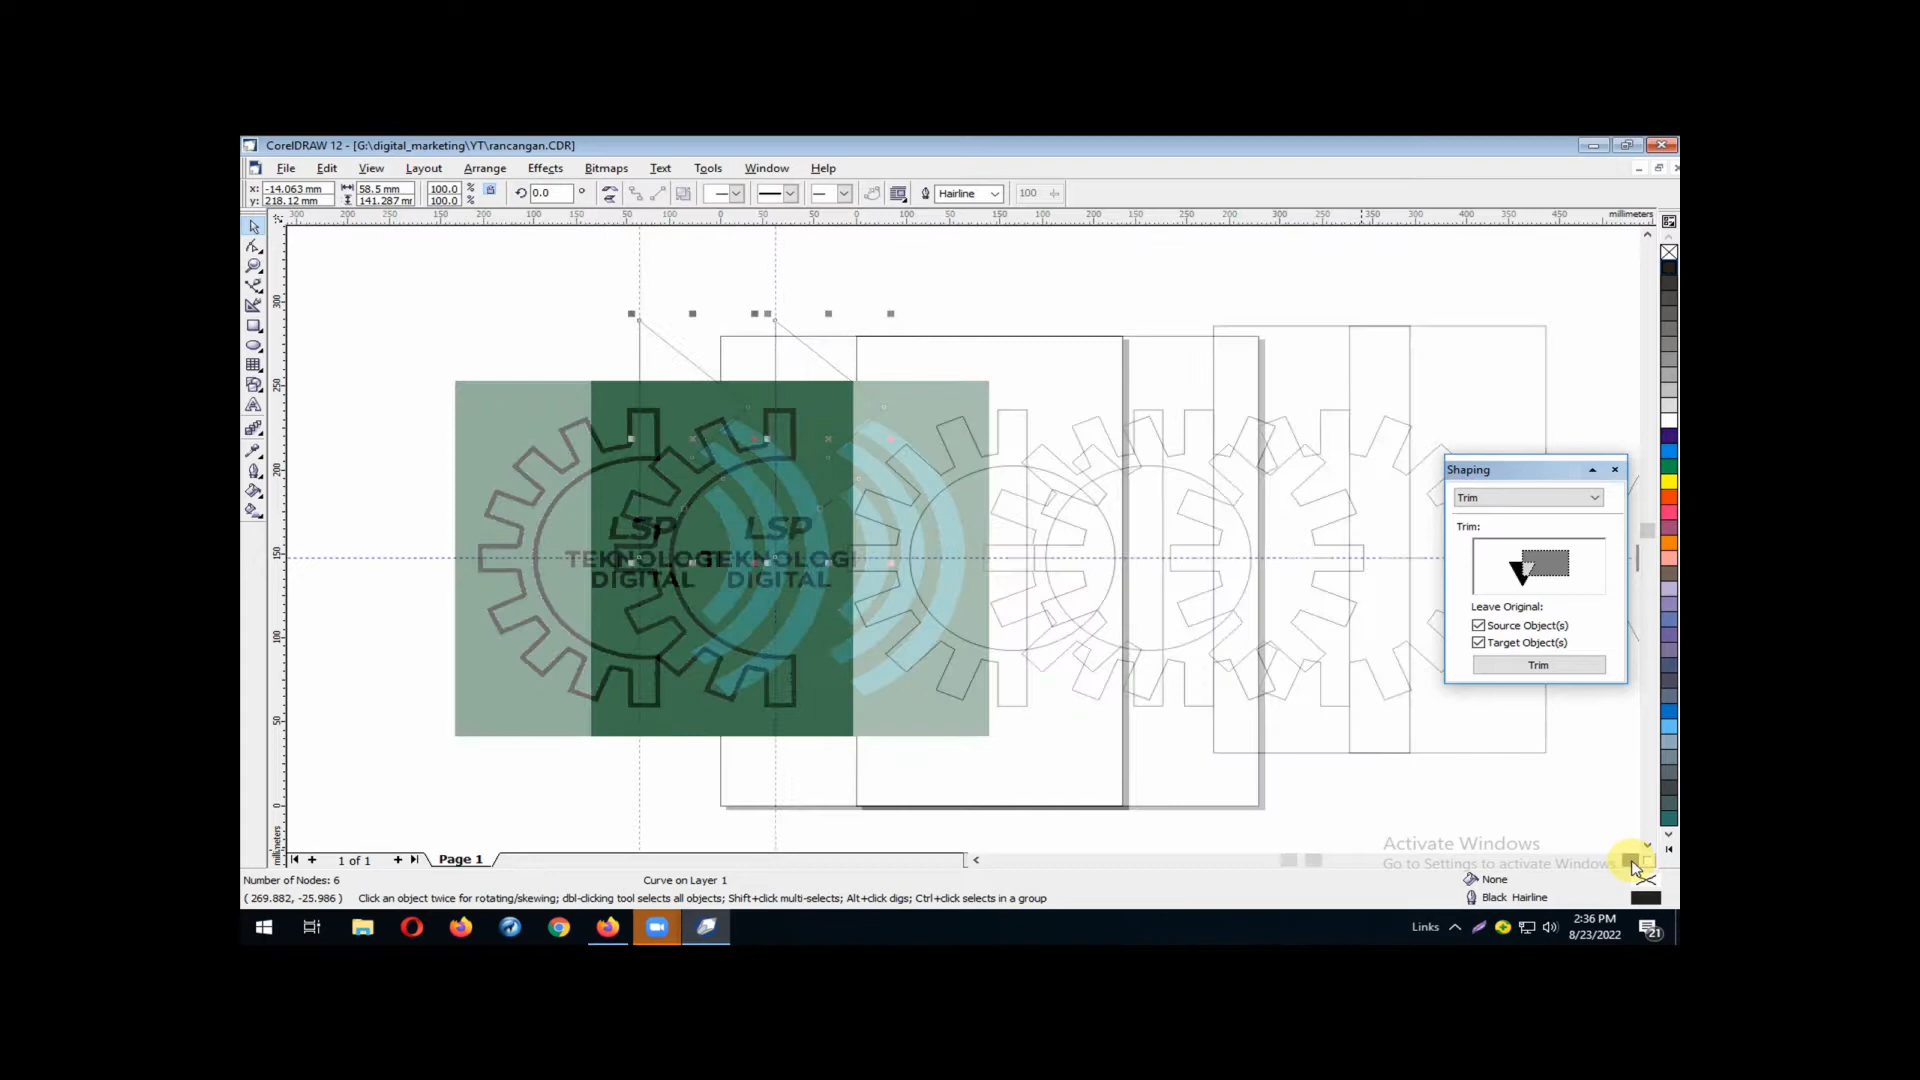 CorelDRAW 12 - [G:\digital_marketing\YT\rancangan.CDR]
File Edit View Layout Arrange Effects Bitmaps Text Tools Window Help
x: -14.063 mm 58.5 mm 100.0 % 0.0 ° Hairline 100
y: 218.12 mm 141.287 mm 100.0 %
millimeters
Shaping
Trim
Trim:
LSP LSP
TEKNOLOGI TEKNOLOGI
DIGITAL DIGITAL
Leave Original:
Source Object(s)
Target Object(s)
Trim
millimeters
Activate Windows
Go to Settings to activate Windows.
1 of 1 Page 1
Number of Nodes: 6 Curve on Layer 1 None
( 269.882, -25.986 ) Click an object twice for rotating/skewing; dbl-clicking tool selects all objects; Shift+click multi-selects; Alt+click digs; Ctrl+click selects in a group Black Hairline
Links 2:36 PM
8/23/2022 21